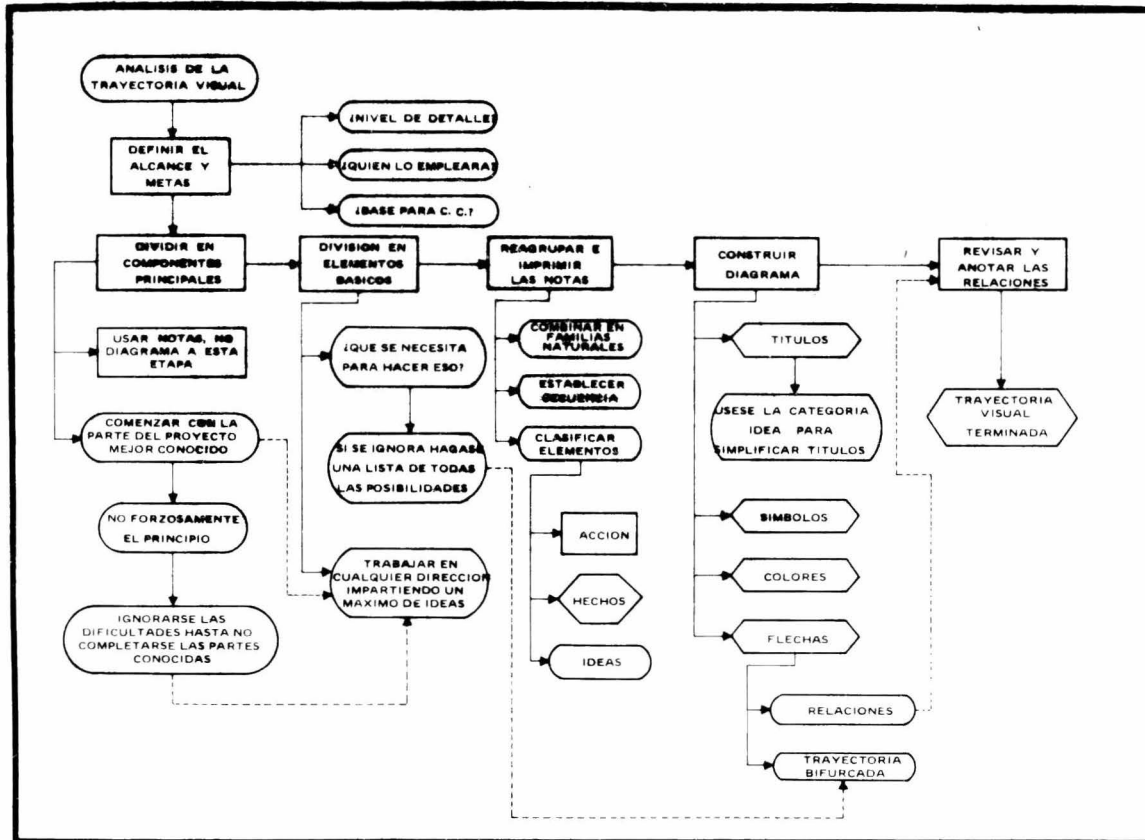 ANALISIS DE LA
TRAYECTORIA VISUAL
DEFINIR EL
ALCANCE Y
METAS
¿NIVEL DE DETALLE?
¿QUIEN LO EMPLEARA?
¿BASE PARA C. C.?
DIVIDIR EN
COMPONENTES
PRINCIPALES
USAR NOTAS, NO
DIAGRAMA A ESTA
ETAPA
COMENZAR CON LA
PARTE DEL PROYECTO
MEJOR CONOCIDO
NO FORZOSAMENTE
EL PRINCIPIO
IGNORARSE LAS
DIFICULTADES HASTA NO
COMPLETARSE LAS PARTES
CONOCIDAS
DIVISION EN
ELEMENTOS
BASICOS
¿QUE SE NECESITA
PARA HACER ESO?
SI SE IGNORA HAGASE
UNA LISTA DE TODAS
LAS POSIBILIDADES
TRABAJAR EN
CUALQUIER DIRECCION
IMPARTIENDO UN
MAXIMO DE IDEAS
REAGRUPAR E
IMPRIMIR
LAS NOTAS
COMBINAR EN
FAMILIAS
NATURALES
ESTABLECER
SECUENCIA
CLASIFICAR
ELEMENTOS
ACCION
HECHOS
IDEAS
CONSTRUIR
DIAGRAMA
TITULOS
USESE LA CATEGORIA
IDEA PARA
SIMPLIFICAR TITULOS
SIMBOLOS
COLORES
FLECHAS
RELACIONES
TRAYECTORIA
BIFURCADA
REVISAR Y
ANOTAR LAS
RELACIONES
TRAYECTORIA
VISUAL
TERMINADA